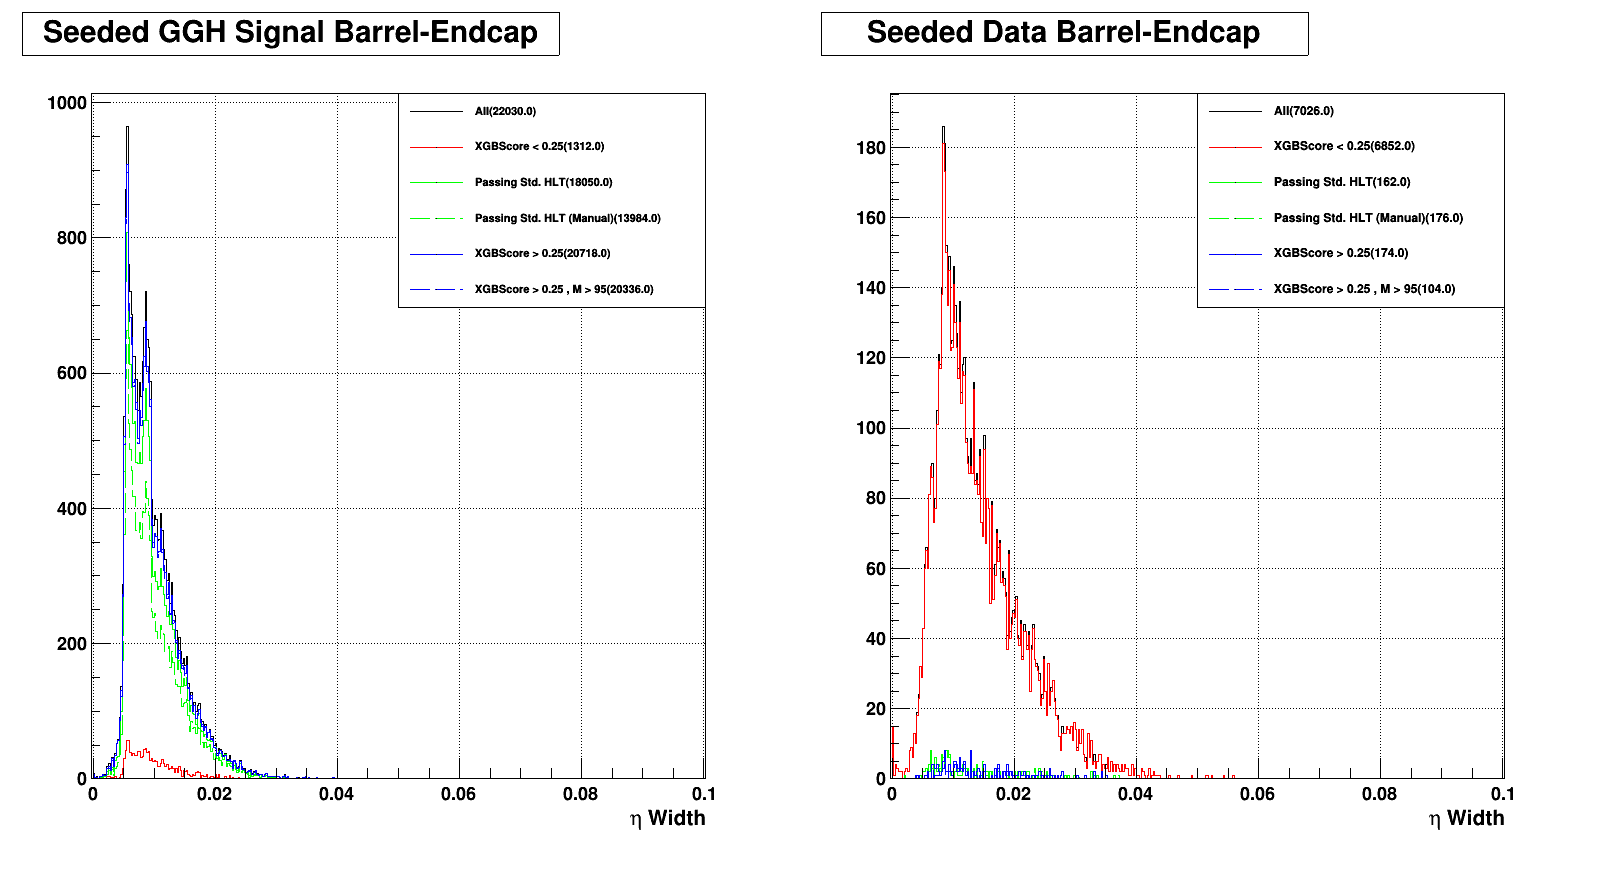 Seeded GGH Signal Barrel-Endcap
1000
800
600
400
200
0
0
0.02
0.04
0.06
0.08
0.1
η Width
All(22030.0)
XGBScore < 0.25(1312.0)
Passing Std. HLT(18050.0)
Passing Std. HLT (Manual)(13984.0)
XGBScore > 0.25(20718.0)
XGBScore > 0.25 , M > 95(20336.0)
Seeded Data Barrel-Endcap
180
160
140
120
100
80
60
40
20
0
0
0.02
0.04
0.06
0.08
0.1
η Width
All(7026.0)
XGBScore < 0.25(6852.0)
Passing Std. HLT(162.0)
Passing Std. HLT (Manual)(176.0)
XGBScore > 0.25(174.0)
XGBScore > 0.25 , M > 95(104.0)